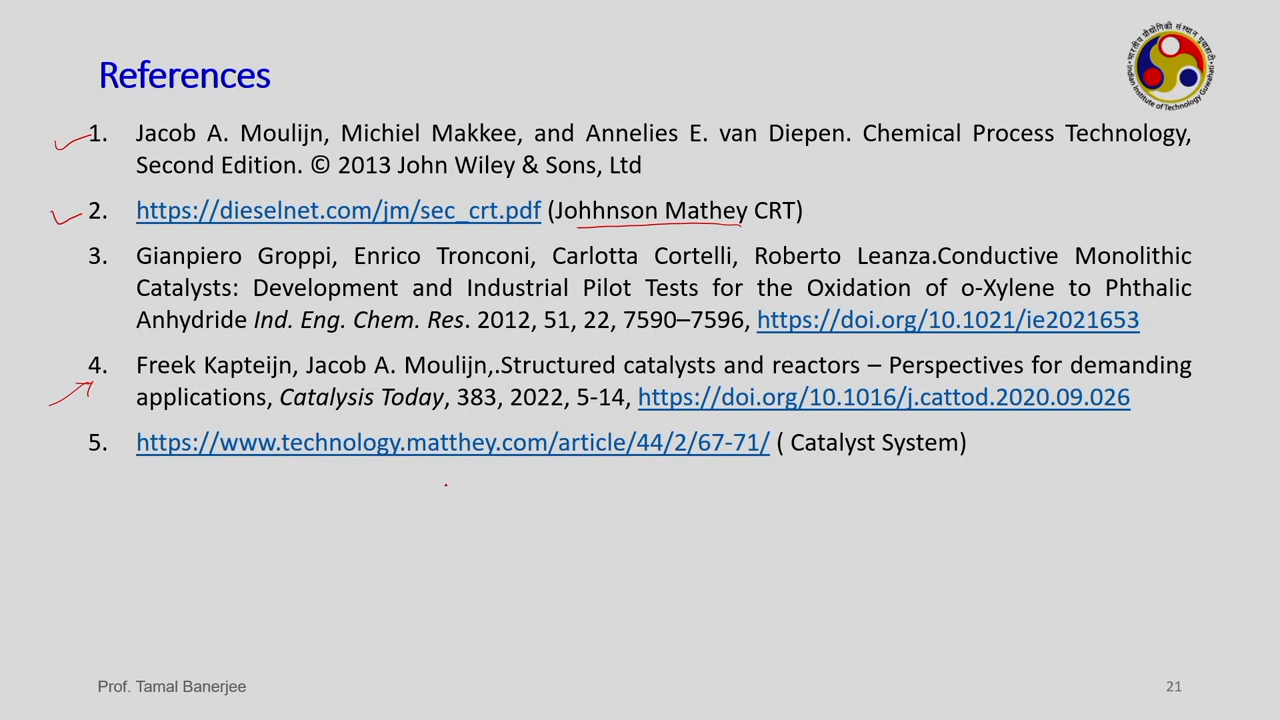 References
भारतीय प्रौद्योगिकी संस्थान गुवाहाटी
Indian Institute of Technology Guwahati
1. Jacob A. Moulijn, Michiel Makkee, and Annelies E. van Diepen. Chemical Process Technology,
Second Edition. © 2013 John Wiley & Sons, Ltd
2. https://dieselnet.com/jm/sec_crt.pdf (Johhnson Mathey CRT)
3. Gianpiero Groppi, Enrico Tronconi, Carlotta Cortelli, Roberto Leanza.Conductive Monolithic
Catalysts: Development and Industrial Pilot Tests for the Oxidation of o-Xylene to Phthalic
Anhydride Ind. Eng. Chem. Res. 2012, 51, 22, 7590–7596, https://doi.org/10.1021/ie2021653
4. Freek Kapteijn, Jacob A. Moulijn,.Structured catalysts and reactors – Perspectives for demanding
applications, Catalysis Today, 383, 2022, 5-14, https://doi.org/10.1016/j.cattod.2020.09.026
5. https://www.technology.matthey.com/article/44/2/67-71/ ( Catalyst System)
Prof. Tamal Banerjee
21